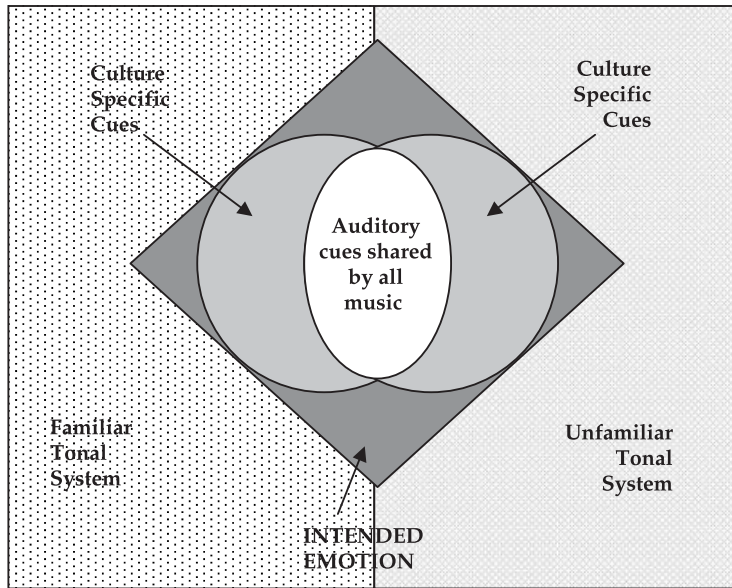 Culture
Specific
Cues
Culture
Specific
Cues
Auditory
cues shared
by all
music
Familiar
Tonal
System
Unfamiliar
Tonal
System
INTENDED
EMOTION